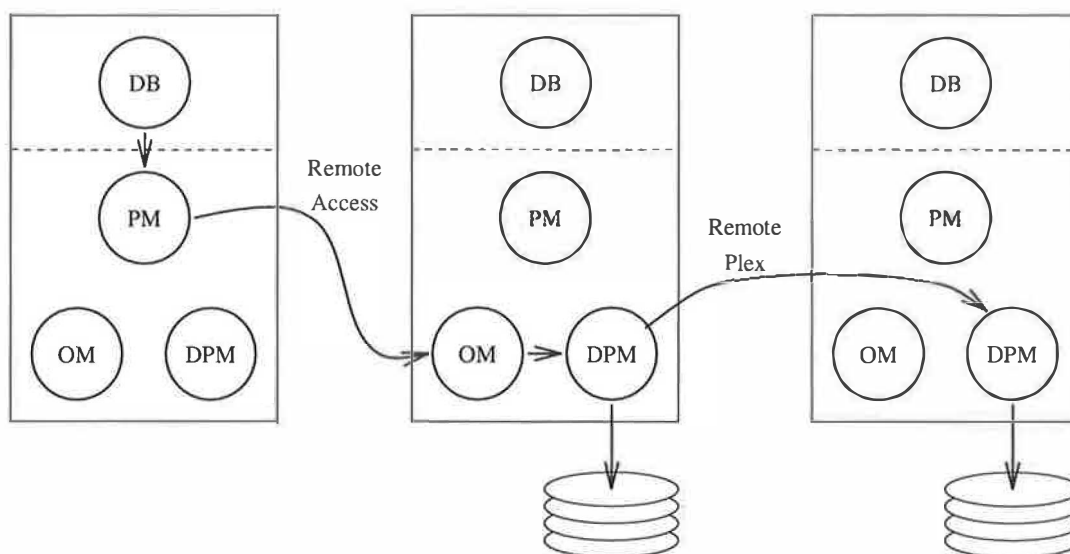 DB
DB
DB
Remote
Access
PM
PM
PM
Remote
Plex
OM
DPM
OM
DPM
OM
DPM